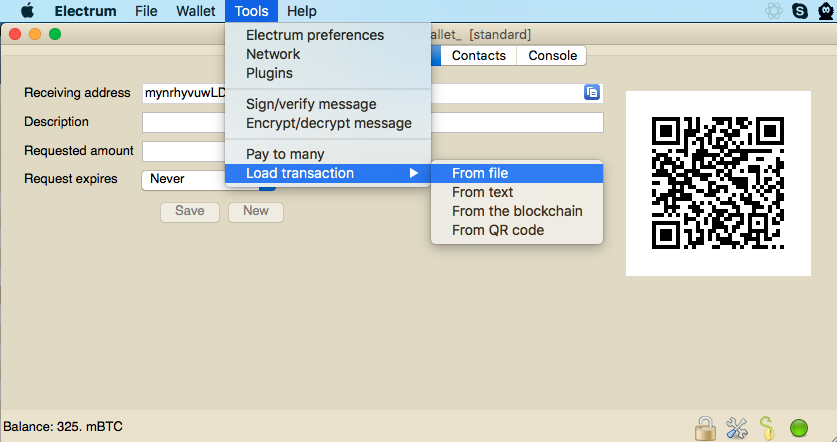 Electrum File Wallet Tools Help
allet_ [standard]
Electrum preferences
Network
Plugins
Sign/verify message
Encrypt/decrypt message
Pay to many
Load transaction
From file
From text
From the blockchain
From QR code
Contacts Console
Receiving address mynrhyvuwLD
Description
Requested amount
Request expires Never
Save New
Balance: 325. mBTC